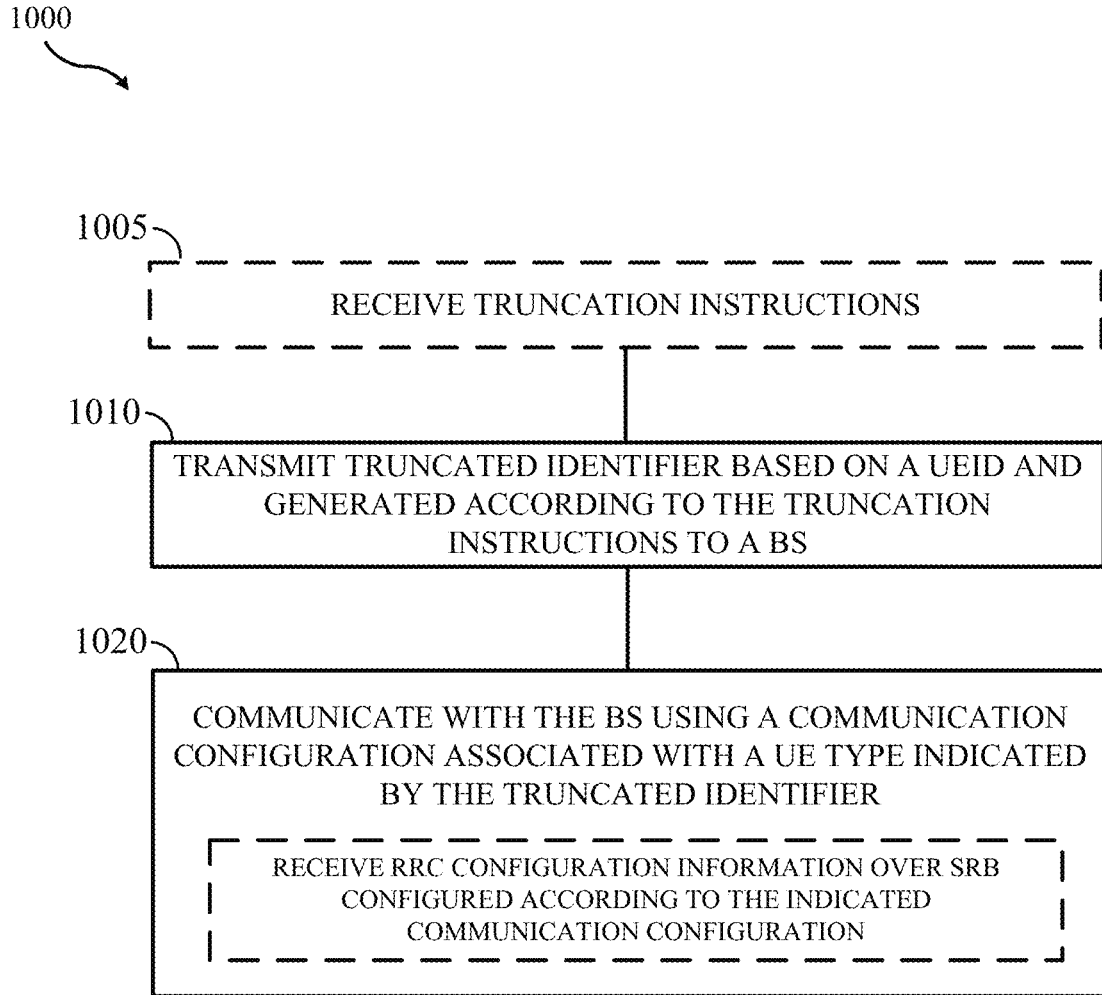 1000
1005
RECEIVE TRUNCATION INSTRUCTIONS
1010
TRANSMIT TRUNCATED IDENTIFIER BASED ON A UEID AND
GENERATED ACCORDING TO THE TRUNCATION
INSTRUCTIONS TO A BS
1020
COMMUNICATE WITH THE BS USING A COMMUNICATION
CONFIGURATION ASSOCIATED WITH A UE TYPE INDICATED
BY THE TRUNCATED IDENTIFIER
RECEIVE RRC CONFIGURATION INFORMATION OVER SRB
CONFIGURED ACCORDING TO THE INDICATED
COMMUNICATION CONFIGURATION